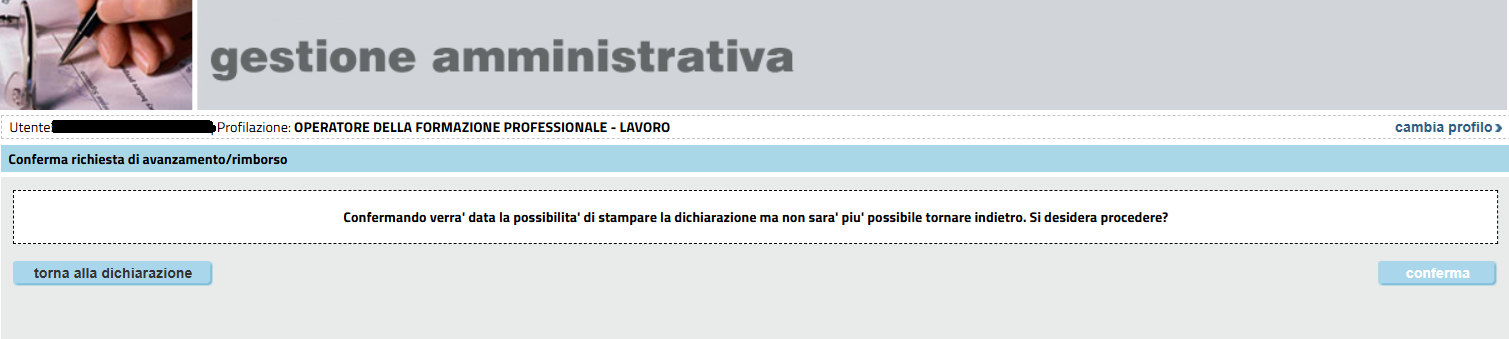 gestione amministrativa
Utente: Profilazione: OPERATORE DELLA FORMAZIONE PROFESSIONALE - LAVORO
cambia profilo
Conferma richiesta di avanzamento/rimborso
Confermando verra' data la possibilita' di stampare la dichiarazione ma non sara' piu' possibile tornare indietro. Si desidera procedere?
torna alla dichiarazione
conferma